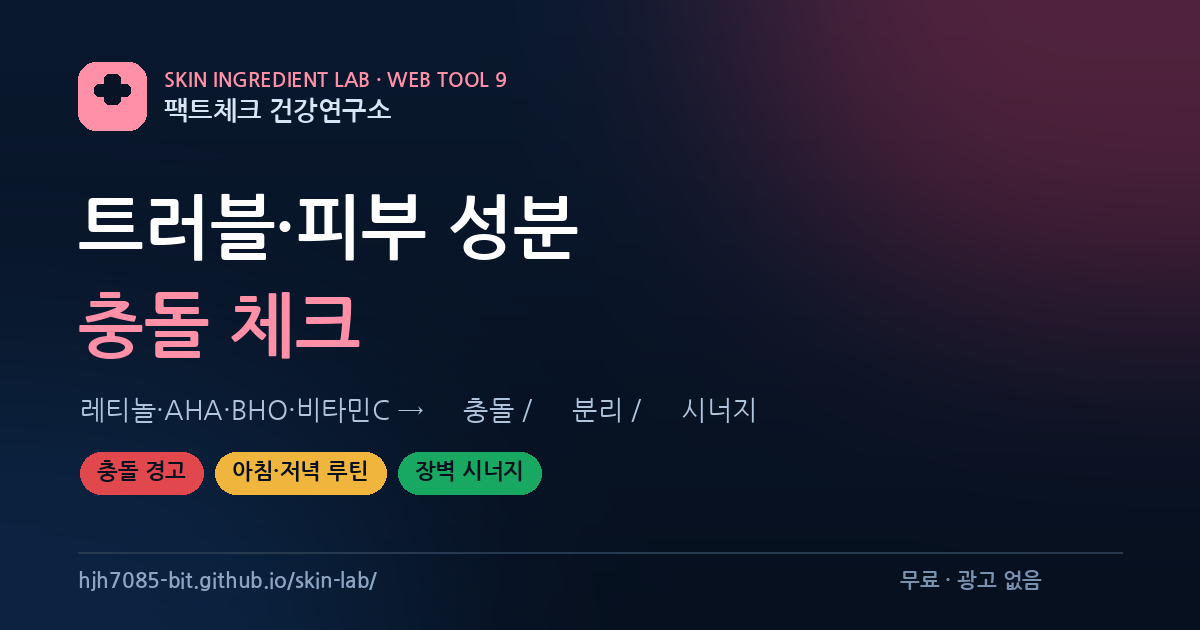 SKIN INGREDIENT LAB · WEB TOOL 9
팩트체크 건강연구소
트러블·피부 성분
충돌 체크
레티놀·AHA·BHO·비타민C → 충돌 / 분리 / 시너지
충돌 경고 아침·저녁 루틴 장벽 시너지
hjh7085-bit.github.io/skin-lab/ 무료 · 광고 없음